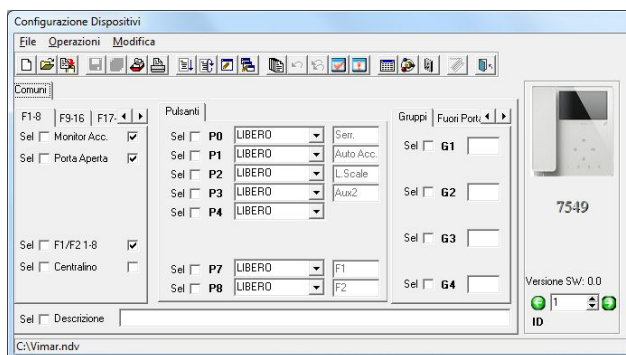 Configurazione Dispositivi
File Operazioni Modifica
Comuni
F1-8 F9-16 F17-
Sel Monitor Acc.
Sel Porta Aperta
Sel F1/F2 1-8
Sel Centralino
Pulsanti
Sel P0 LIBERO Serr.
Sel P1 LIBERO Auto Acc.
Sel P2 LIBERO L.Scale
Sel P3 LIBERO Aux2
Sel P4 LIBERO
Sel P7 LIBERO F1
Sel P8 LIBERO F2
Gruppi Fuori Porta
Sel G1
Sel G2
Sel G3
Sel G4
7549
Versione SW: 0.0
1
ID
Sel Descrizione
C:\Vimar.ndv